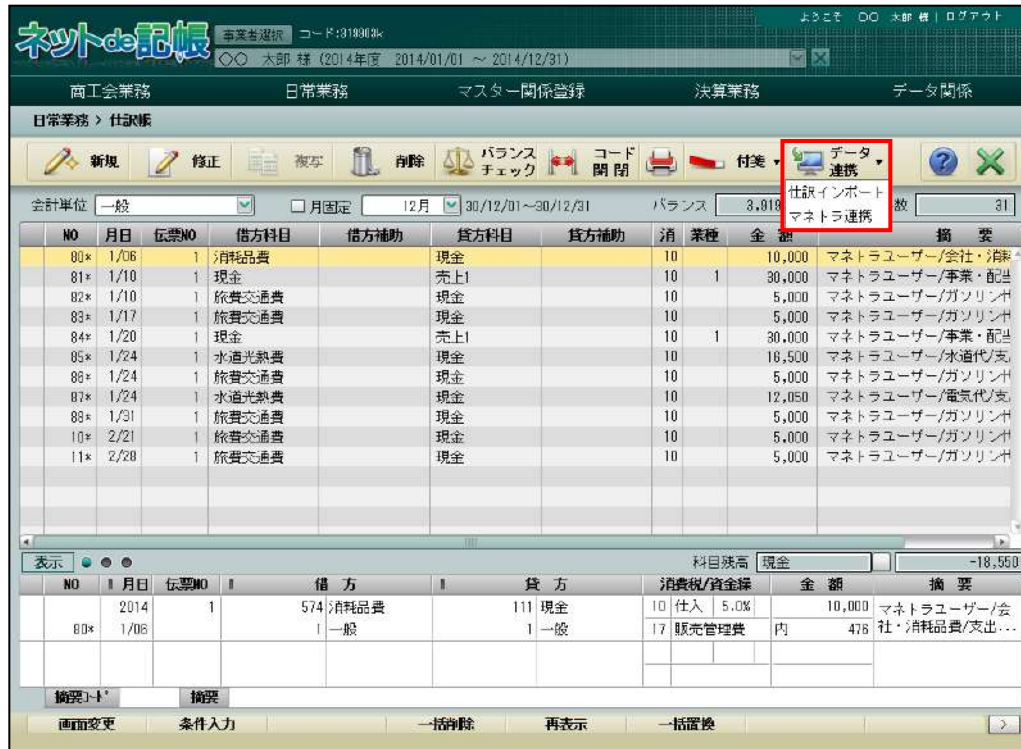 ようこそ 〇〇 太郎 様 | ログアウト
ネットde記帳 事業者選択
〇〇 太郎 様 (2014年度 2014/01/01 ～ 2014/12/31)
商工会業務 日常業務 マスター関係登録 決算業務 データ関係
日常業務 > 仕訳帳
新規 修正 複写 削除 バランスチェック コード開閉 付箋 データ連携
仕訳インポート
マネトラ連携
会計単位 一般 月固定 12月 30/12/01～30/12/31 バランス 数 31
NO 月日 伝票NO 借方科目 借方補助 貸方科目 貸方補助 消 業種 金 額 摘 要
80* 1/06 1 消耗品費 現金 10 10,000 マネトラユーザー/会社・消耗
81* 1/10 1 現金 売上1 10 1 30,000 マネトラユーザー/事業・配当
82* 1/10 1 旅費交通費 現金 10 5,000 マネトラユーザー/ガソリン代
83* 1/17 1 旅費交通費 現金 10 5,000 マネトラユーザー/ガソリン代
84* 1/20 1 現金 売上1 10 1 30,000 マネトラユーザー/事業・配当
85* 1/24 1 水道光熱費 現金 10 16,500 マネトラユーザー/水道代/支
86* 1/24 1 旅費交通費 現金 10 5,000 マネトラユーザー/ガソリン代
87* 1/24 1 水道光熱費 現金 10 12,050 マネトラユーザー/電気代/支
88* 1/31 1 旅費交通費 現金 10 5,000 マネトラユーザー/ガソリン代
10* 2/21 1 旅費交通費 現金 10 5,000 マネトラユーザー/ガソリン代
11* 2/28 1 旅費交通費 現金 10 5,000 マネトラユーザー/ガソリン代
表示 科目残高 現金 -18,550
NO 月日 伝票NO 借 方 貸 方 消費税/資金繰 金 額 摘 要
2014 1 574 消耗品費 111 現金 10 仕入 5.0% 10,000 マネトラユーザー/会
80* 1/06 1 一般 1 一般 17 販売管理費 内 476 社・消耗品費/支出...
摘要コード 摘要
画面変更 条件入力 一括削除 再表示 一括置換